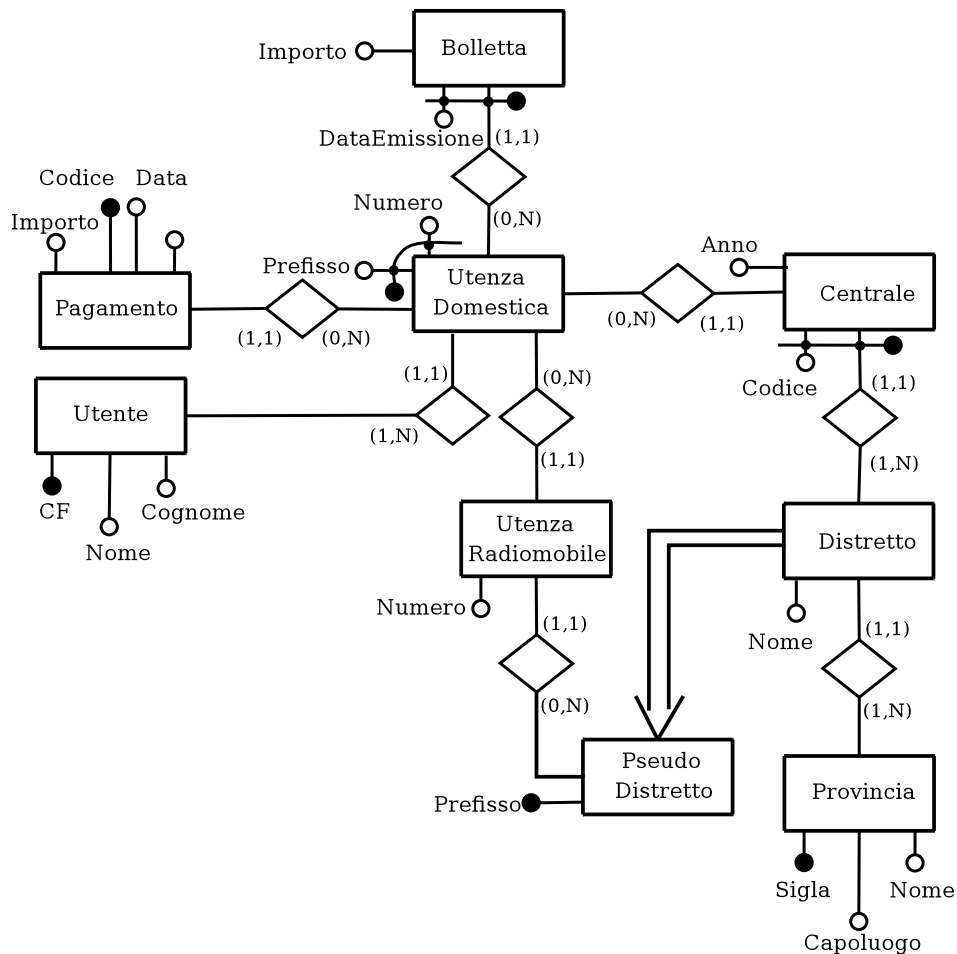 Bolletta
Importo
DataEmissione
(1,1)
Codice
Data
Numero
(0,N)
Importo
Prefisso
Anno
Utenza
Domestica
Centrale
Pagamento
(1,1)
(0,N)
(0,N)
(1,1)
Codice
(1,1)
(0,N)
(1,1)
Utente
(1,N)
(1,1)
(1,N)
CF
Cognome
Nome
Utenza
Radiomobile
Distretto
Numero
(1,1)
Nome
(1,1)
(0,N)
(1,N)
Pseudo
Distretto
Provincia
Prefisso
Sigla
Nome
Capoluogo